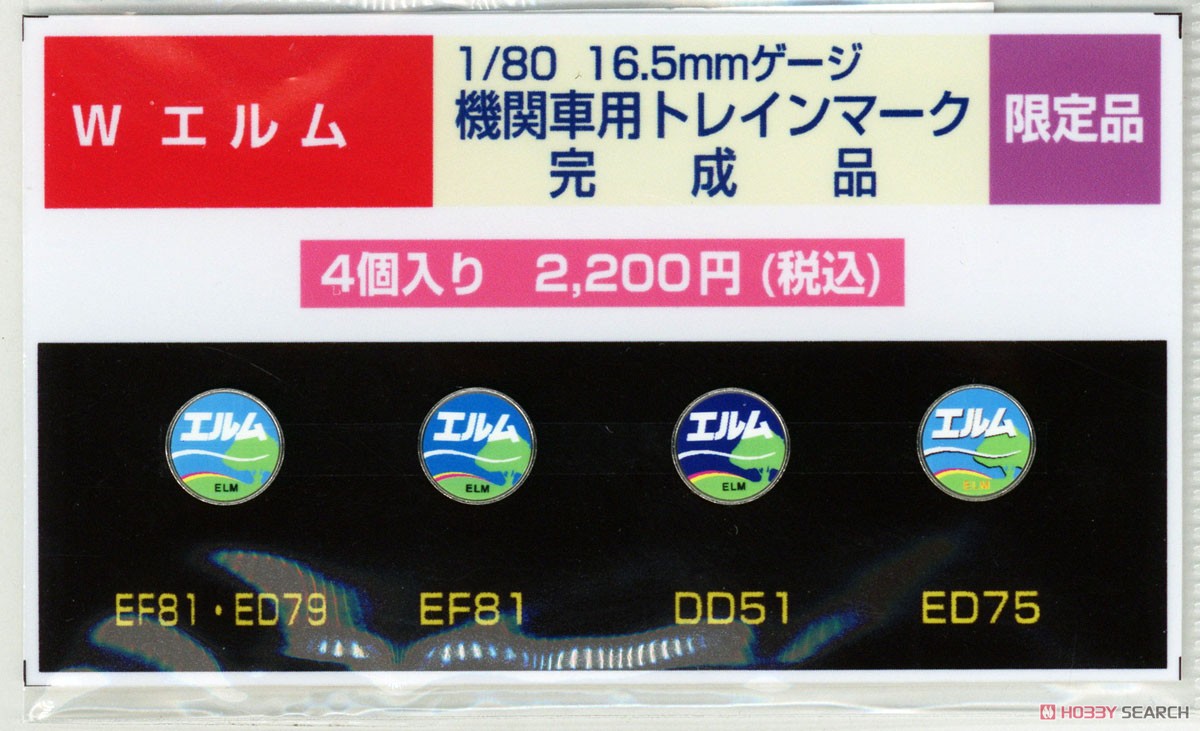 W エルム
1/80 16.5mmゲージ
機関車用トレインマーク
完成品
限定品
4個入り 2,200円 (税込)
エルム
ELM
エルム
ELM
エルム
ELM
エルム
ELM
EF81・ED79
EF81
DD51
ED75
HOBBY SEARCH